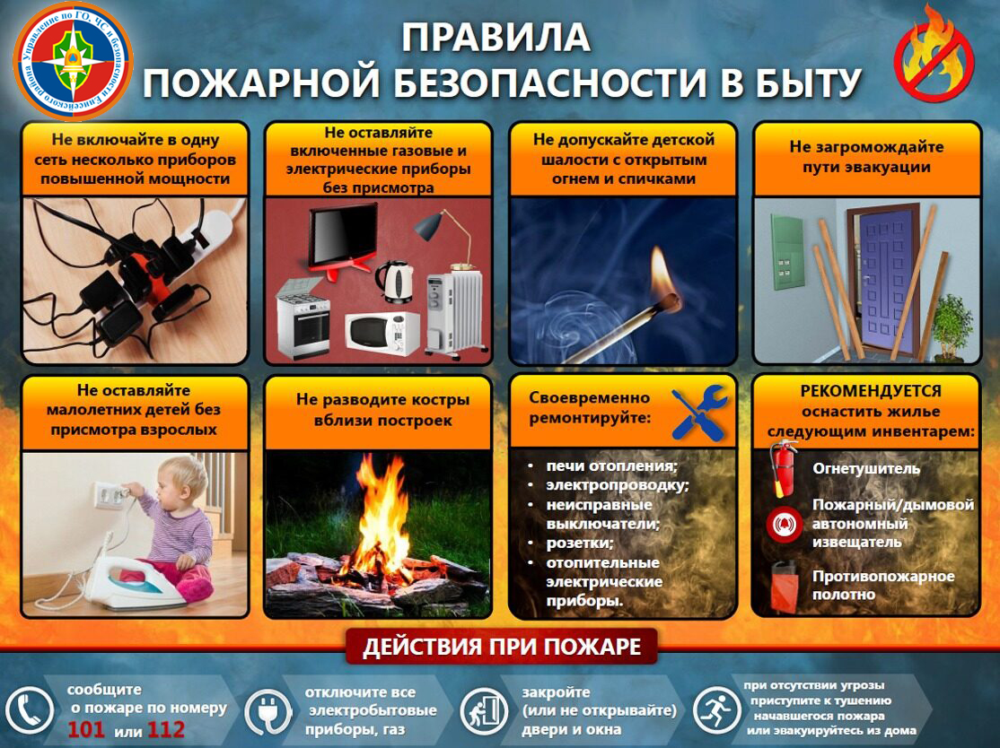 Управление по ГО, ЧС и безопасности Енисейского района
ПРАВИЛА
ПОЖАРНОЙ БЕЗОПАСНОСТИ В БЫТУ
Не включайте в одну
сеть несколько приборов
повышенной мощности
Не оставляйте
включенные газовые и
электрические приборы
без присмотра
Не допускайте детской
шалости с открытым
огнем и спичками
Не загромождайте
пути эвакуации
Не оставляйте
малолетних детей без
присмотра взрослых
Не разводите костры
вблизи построек
Своевременно
ремонтируйте:
• печи отопления;
• электропроводку;
• неисправные
выключатели;
• розетки;
• отопительные
электрические
приборы.
РЕКОМЕНДУЕТСЯ
оснастить жилье
следующим инвентарем:
Огнетушитель
Пожарный/дымовой
автономный
извещатель
Противопожарное
полотно
ДЕЙСТВИЯ ПРИ ПОЖАРЕ
сообщите
о пожаре по номеру
101 или 112
отключите все
электробытовые
приборы, газ
закройте
(или не открывайте)
двери и окна
при отсутствии угрозы
приступите к тушению
начавшегося пожара
или эвакуируйтесь из дома